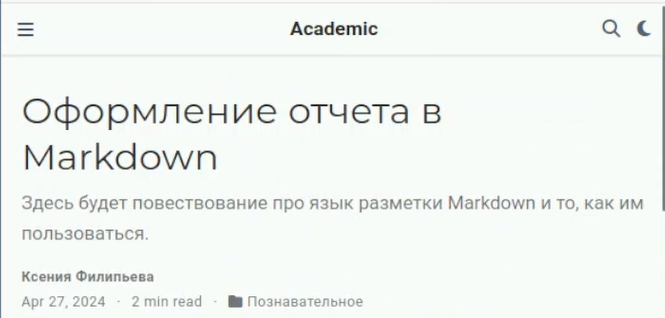 Academic
Оформление отчета в
Markdown
Здесь будет повествование про язык разметки Markdown и то, как им
пользоваться.
Ксения Филипьева
Apr 27, 2024 · 2 min read · Познавательное